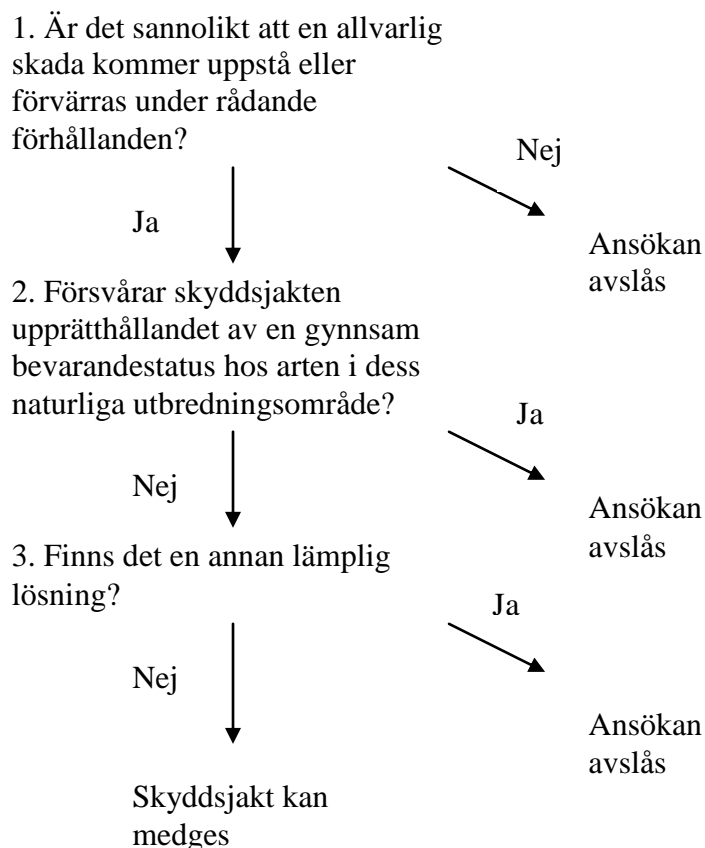 1. Är det sannolikt att en allvarlig
skada kommer uppstå eller
förvärras under rådande
förhållanden?
Nej
Ja
Ansökan
avslås
2. Försvårar skyddsjakten
upprätthållandet av en gynnsam
bevarandestatus hos arten i dess
naturliga utbredningsområde?
Ja
Nej
Ansökan
avslås
3. Finns det en annan lämplig
lösning?
Ja
Nej
Ansökan
avslås
Skyddsjakt kan
medges